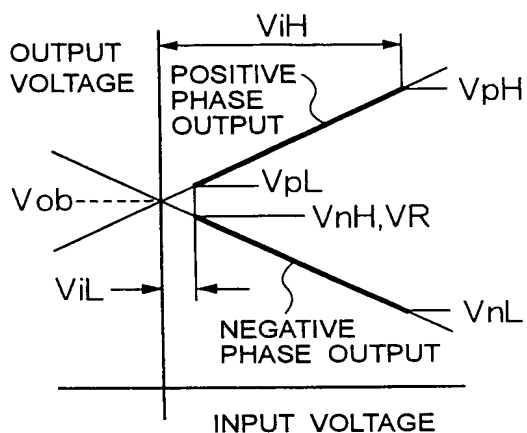 ViH
OUTPUT
VOLTAGE
POSITIVE
PHASE
OUTPUT
VpH
VpL
Vob
VnH,VR
ViL
VnL
NEGATIVE
PHASE OUTPUT
INPUT VOLTAGE